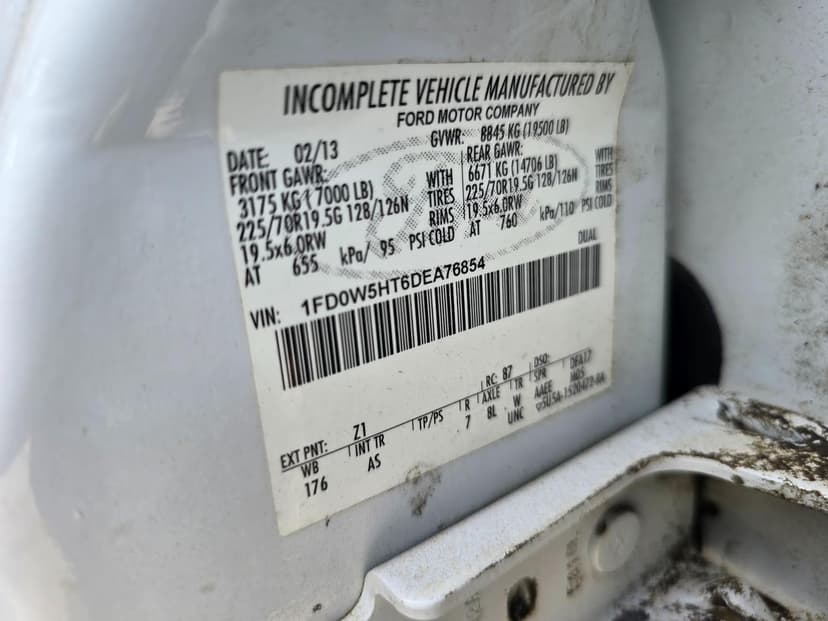 INCOMPLETE VEHICLE MANUFACTURED BY
FORD MOTOR COMPANY
DATE: 02/13 GVWR: 8845 KG (19500 LB)
FRONT GAWR: REAR GAWR:
3175 KG (7000 LB) WITH 6671 KG (14706 LB) WITH
225/70R19.5G 128/126N TIRES 225/70R19.5G 128/126N TIRES
19.5x6.0RW RIMS 19.5x6.0RW RIMS
AT 655 kPa/ 95 PSI COLD AT 760 kPa/110 PSI COLD
DUAL
VIN: 1FD0W5HT6DEA76854
EXT PNT: Z1 RC: 87 DSO:
WB INT TR TP/PS R AXLE TR SPR
176 AS 7 8L W AAEE
UNC